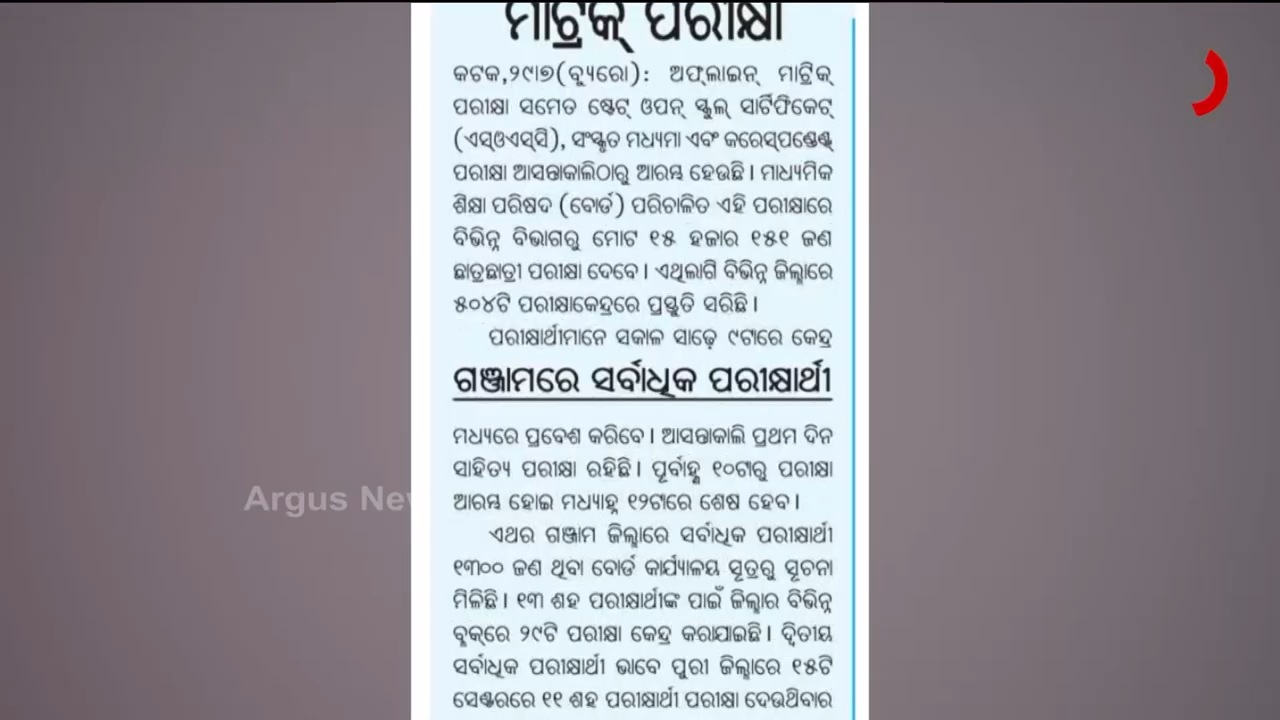 ମାଟ୍ରିକ୍ ପରୀକ୍ଷା
କଟକ,୨୯।୭(ବ୍ୟୁରୋ): ଅଫ୍‌ଲାଇନ୍ ମାଟ୍ରିକ୍
ପରୀକ୍ଷା ସମେତ ଷ୍ଟେଟ୍ ଓପନ୍ ସ୍କୁଲ୍ ସାର୍ଟିଫିକେଟ୍
(ଏସ୍‌ଓଏସ୍‌ସି), ସଂସ୍କୃତ ମଧ୍ୟମା ଏବଂ କରେସ୍‌ପଣ୍ଡେଣ୍ଟ୍
ପରୀକ୍ଷା ଆସନ୍ତାକାଲିଠାରୁ ଆରମ୍ଭ ହେଉଛି। ମାଧ୍ୟମିକ
ଶିକ୍ଷା ପରିଷଦ (ବୋର୍ଡ) ପରିଚାଳିତ ଏହି ପରୀକ୍ଷାରେ
ବିଭିନ୍ନ ବିଭାଗରୁ ମୋଟ ୧୫ ହଜାର ୧୫୧ ଜଣ
ଛାତ୍ରଛାତ୍ରୀ ପରୀକ୍ଷା ଦେବେ। ଏଥିଲାଗି ବିଭିନ୍ନ ଜିଲ୍ଲାରେ
୫୦୪ଟି ପରୀକ୍ଷାକେନ୍ଦ୍ରରେ ପ୍ରସ୍ତୁତି ସରିଛି।
ପରୀକ୍ଷାର୍ଥୀମାନେ ସକାଳ ସାଢ଼େ ୯ଟାରେ କେନ୍ଦ୍ର
ଗଞ୍ଜାମରେ ସର୍ବାଧିକ ପରୀକ୍ଷାର୍ଥୀ
ମଧ୍ୟରେ ପ୍ରବେଶ କରିବେ। ଆସନ୍ତାକାଲି ପ୍ରଥମ ଦିନ
ସାହିତ୍ୟ ପରୀକ୍ଷା ରହିଛି। ପୂର୍ବାହ୍ଣ ୧୦ଟାରୁ ପରୀକ୍ଷା
ଆରମ୍ଭ ହୋଇ ମଧ୍ୟାହ୍ନ ୧୨ଟାରେ ଶେଷ ହେବ।
Argus New
ଏଥର ଗଞ୍ଜାମ ଜିଲ୍ଲାରେ ସର୍ବାଧିକ ପରୀକ୍ଷାର୍ଥୀ
୧୩୦୦ ଜଣ ଥିବା ବୋର୍ଡ କାର୍ଯ୍ୟାଳୟ ସୂତ୍ରରୁ ସୂଚନା
ମିଳିଛି। ୧୩ ଶହ ପରୀକ୍ଷାର୍ଥୀଙ୍କ ପାଇଁ ଜିଲ୍ଲାର ବିଭିନ୍ନ
ବ୍ଲକ୍‌ରେ ୨୯ଟି ପରୀକ୍ଷା କେନ୍ଦ୍ର କରାଯାଇଛି। ଦ୍ବିତୀୟ
ସର୍ବାଧିକ ପରୀକ୍ଷାର୍ଥୀ ଭାବେ ପୁରୀ ଜିଲ୍ଲାରେ ୧୫ଟି
ସେଣ୍ଟରରେ ୧୧ ଶହ ପରୀକ୍ଷାର୍ଥୀ ପରୀକ୍ଷା ଦେଉଥିବାର